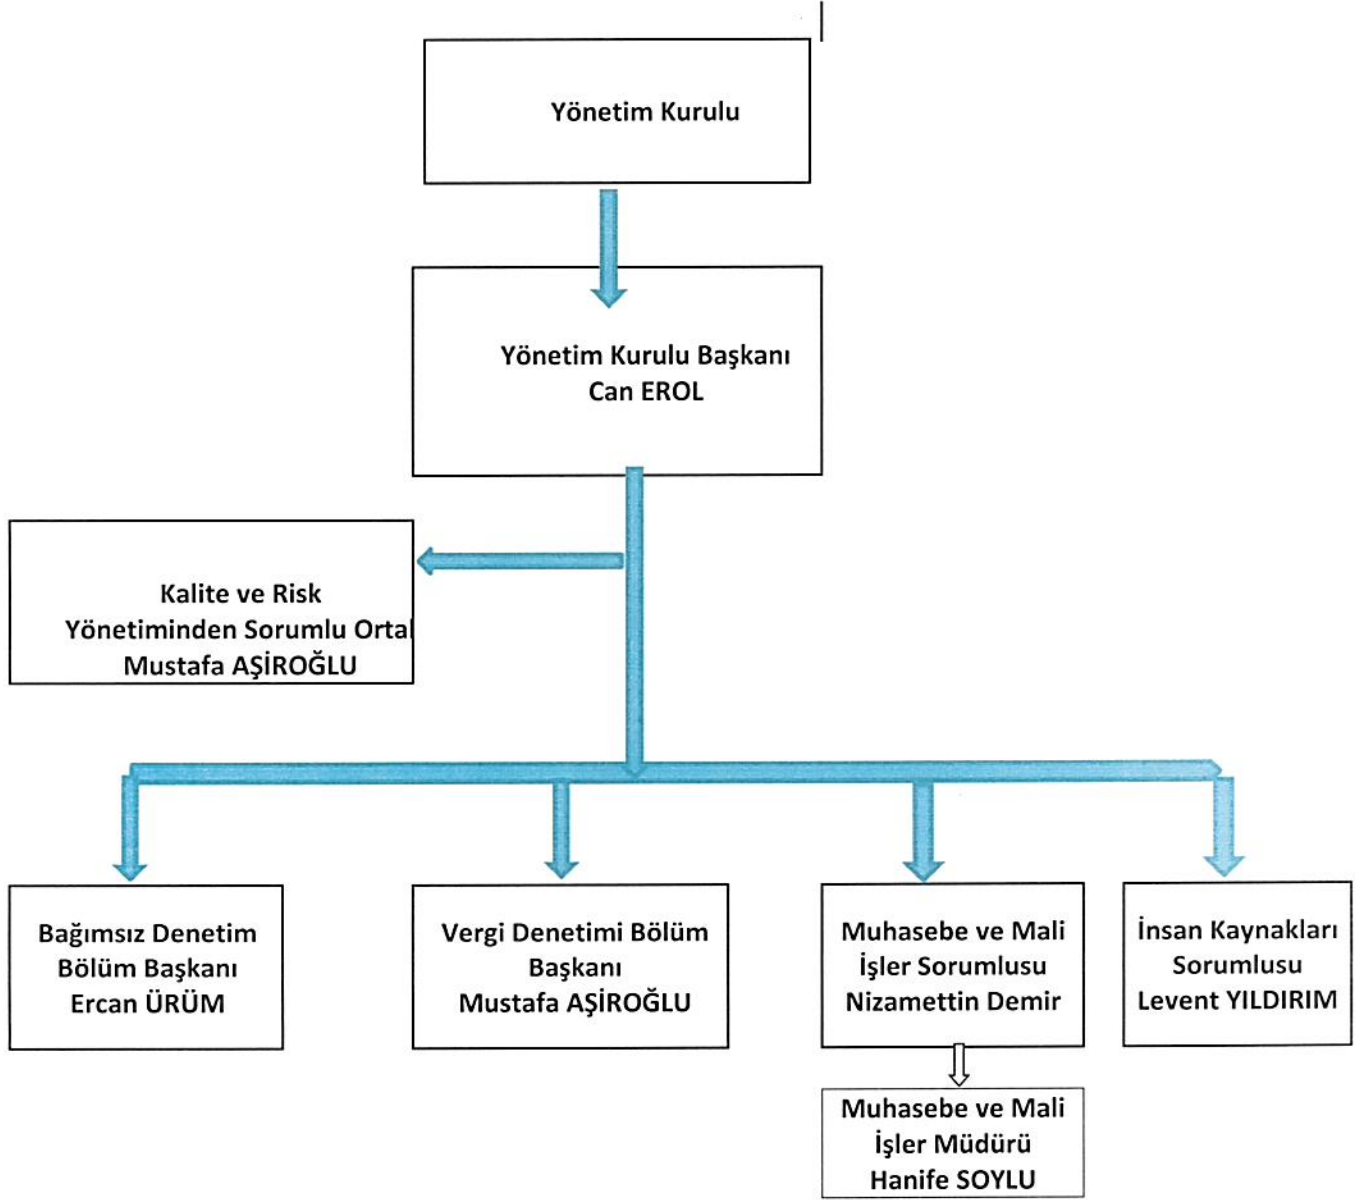 Yönetim Kurulu
Yönetim Kurulu Başkanı
Can EROL
Kalite ve Risk
Yönetiminden Sorumlu Orta
Mustafa AŞİROĞLU
Bağımsız Denetim
Bölüm Başkanı
Ercan ÜRÜM
Vergi Denetimi Bölüm
Başkanı
Mustafa AŞİROĞLU
Muhasebe ve Mali
İşler Sorumlusu
Nizamettin Demir
İnsan Kaynakları
Sorumlusu
Levent YILDIRIM
Muhasebe ve Mali
İşler Müdürü
Hanife SOYLU